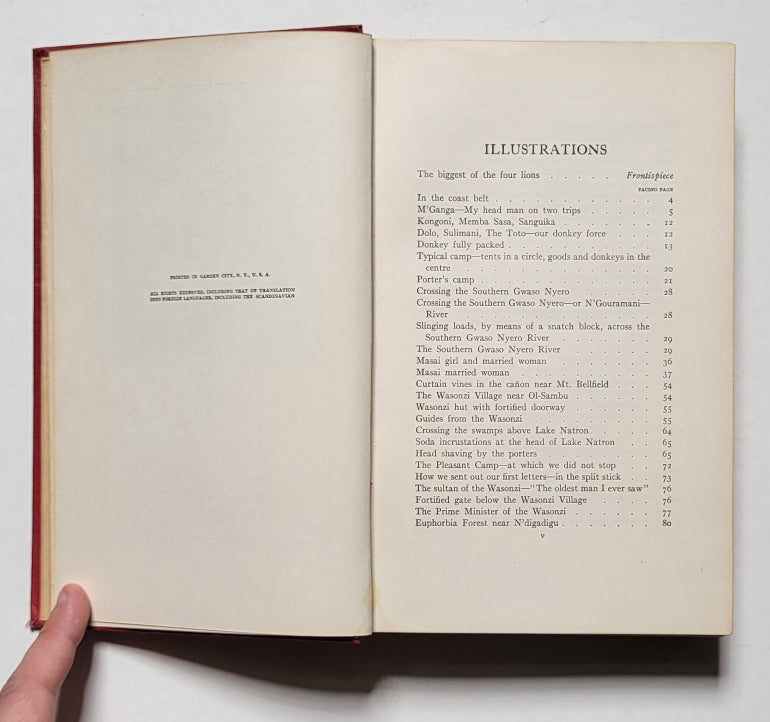 PRINTED IN GARDEN CITY, N. Y., U. S. A.
ALL RIGHTS RESERVED, INCLUDING THAT OF TRANSLATION
INTO FOREIGN LANGUAGES, INCLUDING THE SCANDINAVIAN
ILLUSTRATIONS
The biggest of the four lions . . . . . Frontispiece
FACING PAGE
In the coast belt . . . . . . . . . . . . 4
M'Ganga—My head man on two trips . . . . . 5
Kongoni, Memba Sasa, Sanguika . . . . . . . 12
Dolo, Sulimani, The Toto—our donkey force . . . 12
Donkey fully packed . . . . . . . . . . . 13
Typical camp—tents in a circle, goods and donkeys in the
centre . . . . . . . . . . . . . . 20
Porter's camp . . . . . . . . . . . . . 21
Crossing the Southern Gwaso Nyero . . . . . . 28
Crossing the Southern Gwaso Nyero—or N'Gouramani—
River . . . . . . . . . . . . . . 28
Slinging loads, by means of a snatch block, across the
Southern Gwaso Nyero River . . . . . . . 29
The Southern Gwaso Nyero River . . . . . . 29
Masai girl and married woman . . . . . . . 36
Masai married woman . . . . . . . . . . 37
Curtain vines in the cañon near Mt. Bellfield . . . 54
The Wasonzi Village near Ol-Sambu . . . . . . 54
Wasonzi hut with fortified doorway . . . . . . 55
Guides from the Wasonzi . . . . . . . . . 55
Crossing the swamps above Lake Natron . . . . 64
Soda incrustations at the head of Lake Natron . . 65
Head shaving by the porters . . . . . . . . 65
The Pleasant Camp—at which we did not stop . . 72
How we sent out our first letters—in the split stick . . 73
The sultan of the Wasonzi—"The oldest man I ever saw" 76
Fortified gate below the Wasonzi Village . . . . 76
The Prime Minister of the Wasonzi . . . . . . 77
Euphorbia Forest near N'digadigu . . . . . . 80
v